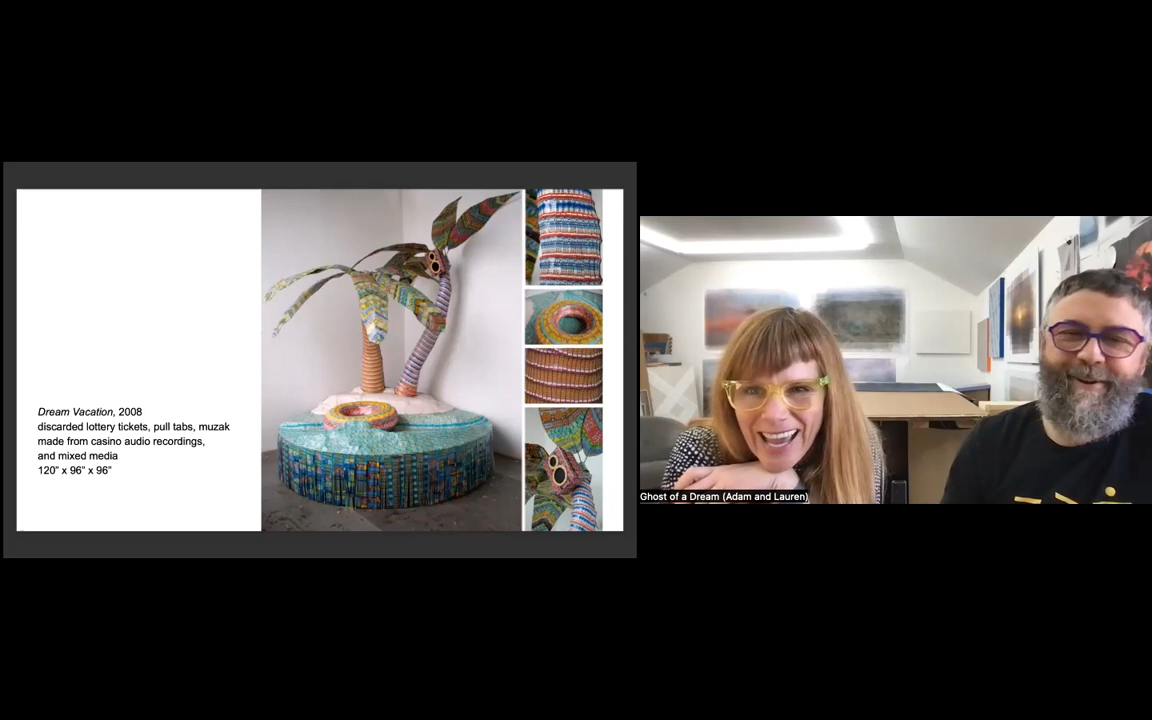 Dream Vacation, 2008
discarded lottery tickets, pull tabs, muzak
made from casino audio recordings,
and mixed media
120” x 96” x 96”
Ghost of a Dream (Adam and Lauren)